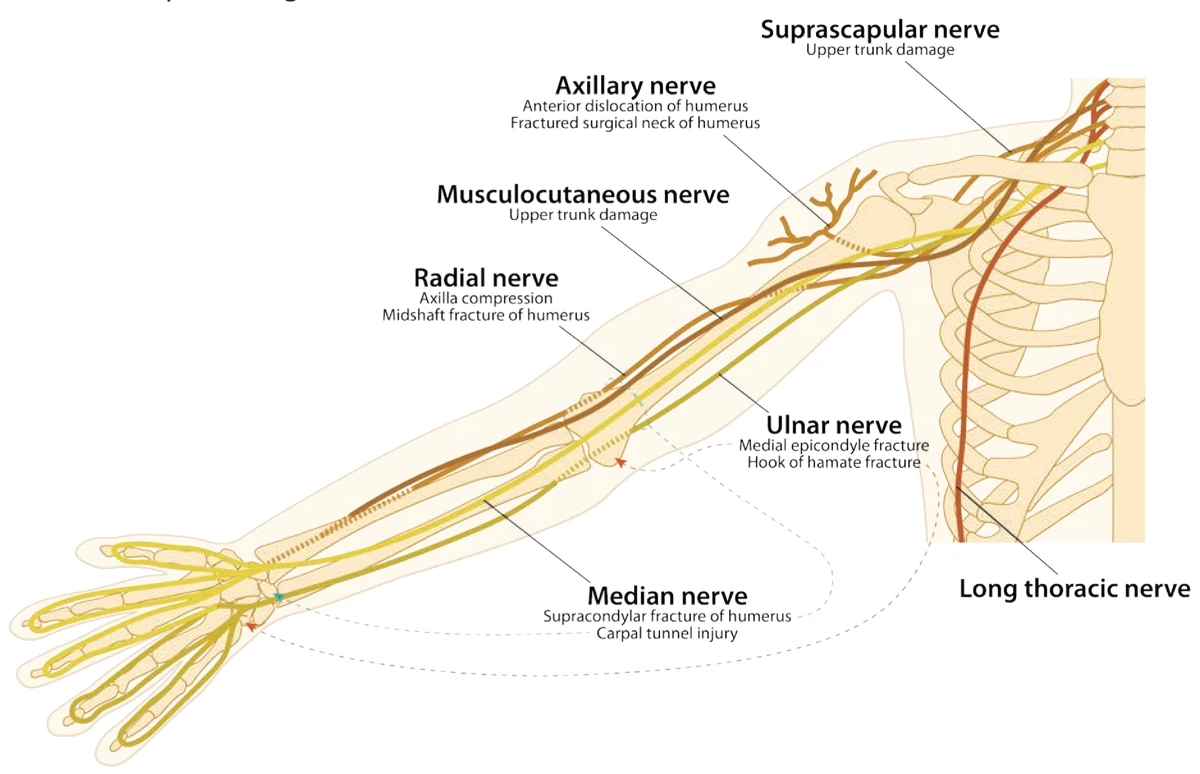 Suprascapular nerve
Upper trunk damage
Axillary nerve
Anterior dislocation of humerus
Fractured surgical neck of humerus
Musculocutaneous nerve
Upper trunk damage
Radial nerve
Axilla compression
Midshaft fracture of humerus
Ulnar nerve
Medial epicondyle fracture
Hook of hamate fracture
Long thoracic nerve
Median nerve
Supracondylar fracture of humerus
Carpal tunnel injury